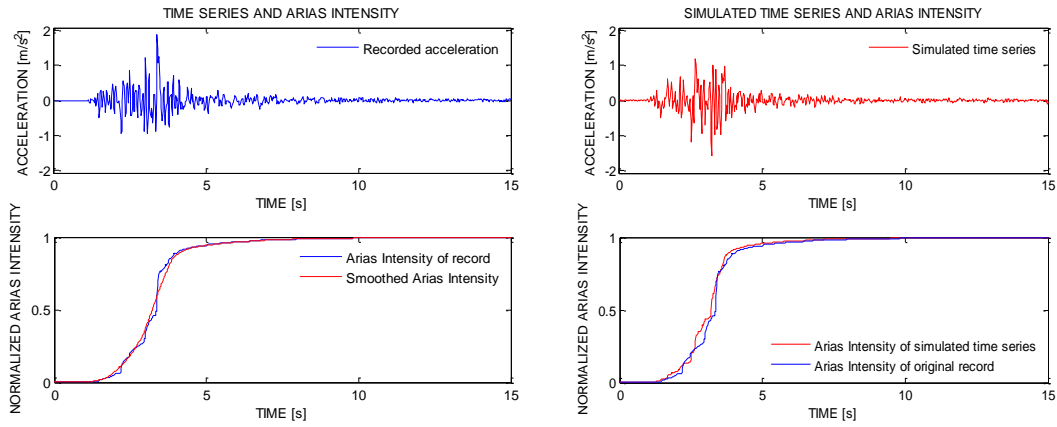 TIME SERIES AND ARIAS INTENSITY
ACCELERATION [m/s²]
2
1
0
-1
-2
Recorded acceleration
0
5
10
15
TIME [s]
NORMALIZED ARIAS INTENSITY
1
0.5
0
Arias Intensity of record
Smoothed Arias Intensity
0
5
10
15
TIME [s]
SIMULATED TIME SERIES AND ARIAS INTENSITY
ACCELERATION [m/s²]
2
1
0
-1
-2
Simulated time series
0
5
10
15
TIME [s]
NORMALIZED ARIAS INTENSITY
1
0.5
0
Arias Intensity of simulated time series
Arias Intensity of original record
0
5
10
15
TIME [s]